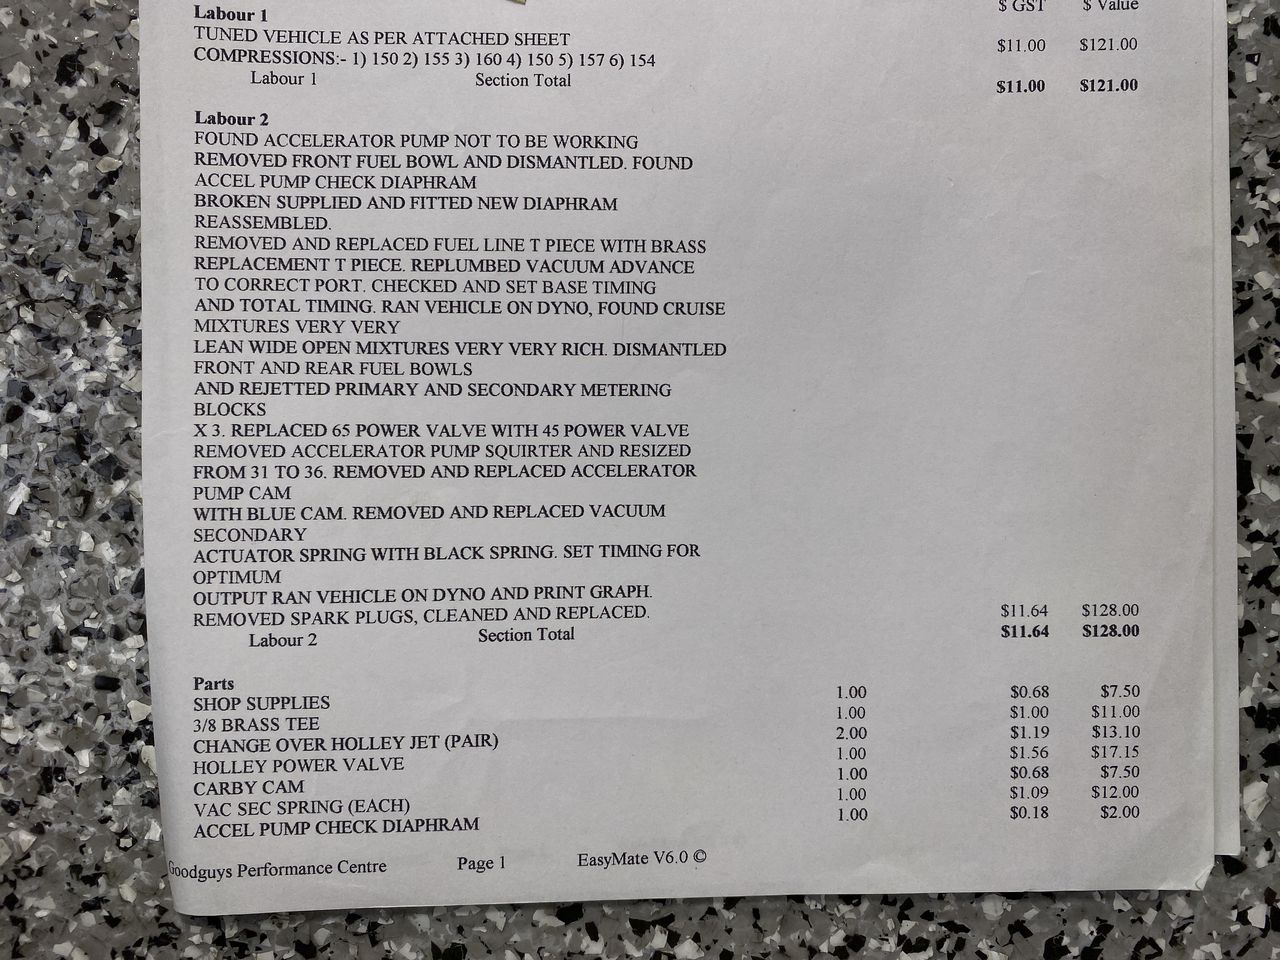 $ GST $ Value
Labour 1
TUNED VEHICLE AS PER ATTACHED SHEET $11.00 $121.00
COMPRESSIONS:- 1) 150 2) 155 3) 160 4) 150 5) 157 6) 154
Labour 1 Section Total $11.00 $121.00
Labour 2
FOUND ACCELERATOR PUMP NOT TO BE WORKING
REMOVED FRONT FUEL BOWL AND DISMANTLED. FOUND
ACCEL PUMP CHECK DIAPHRAM
BROKEN SUPPLIED AND FITTED NEW DIAPHRAM
REASSEMBLED.
REMOVED AND REPLACED FUEL LINE T PIECE WITH BRASS
REPLACEMENT T PIECE. REPLUMBED VACUUM ADVANCE
TO CORRECT PORT. CHECKED AND SET BASE TIMING
AND TOTAL TIMING. RAN VEHICLE ON DYNO, FOUND CRUISE
MIXTURES VERY VERY
LEAN WIDE OPEN MIXTURES VERY VERY RICH. DISMANTLED
FRONT AND REAR FUEL BOWLS
AND REJETTED PRIMARY AND SECONDARY METERING
BLOCKS
X 3. REPLACED 65 POWER VALVE WITH 45 POWER VALVE
REMOVED ACCELERATOR PUMP SQUIRTER AND RESIZED
FROM 31 TO 36. REMOVED AND REPLACED ACCELERATOR
PUMP CAM
WITH BLUE CAM. REMOVED AND REPLACED VACUUM
SECONDARY
ACTUATOR SPRING WITH BLACK SPRING. SET TIMING FOR
OPTIMUM
OUTPUT RAN VEHICLE ON DYNO AND PRINT GRAPH.
REMOVED SPARK PLUGS, CLEANED AND REPLACED. $11.64 $128.00
Labour 2 Section Total $11.64 $128.00
Parts
SHOP SUPPLIES 1.00 $0.68 $7.50
3/8 BRASS TEE 1.00 $1.00 $11.00
CHANGE OVER HOLLEY JET (PAIR) 2.00 $1.19 $13.10
HOLLEY POWER VALVE 1.00 $1.56 $17.15
CARBY CAM 1.00 $0.68 $7.50
VAC SEC SPRING (EACH) 1.00 $1.09 $12.00
ACCEL PUMP CHECK DIAPHRAM 1.00 $0.18 $2.00
Goodguys Performance Centre Page 1 EasyMate V6.0 ©